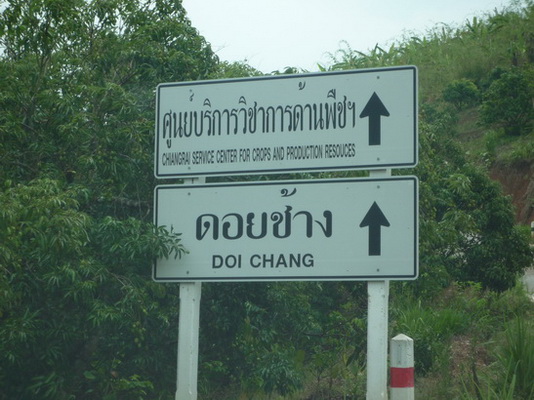 ศูนย์บริการวิชาการด้านพืชฯ
CHIANGRAI SERVICE CENTER FOR CROPS AND PRODUCTION RESOUCES
ดอยช้าง
DOI CHANG